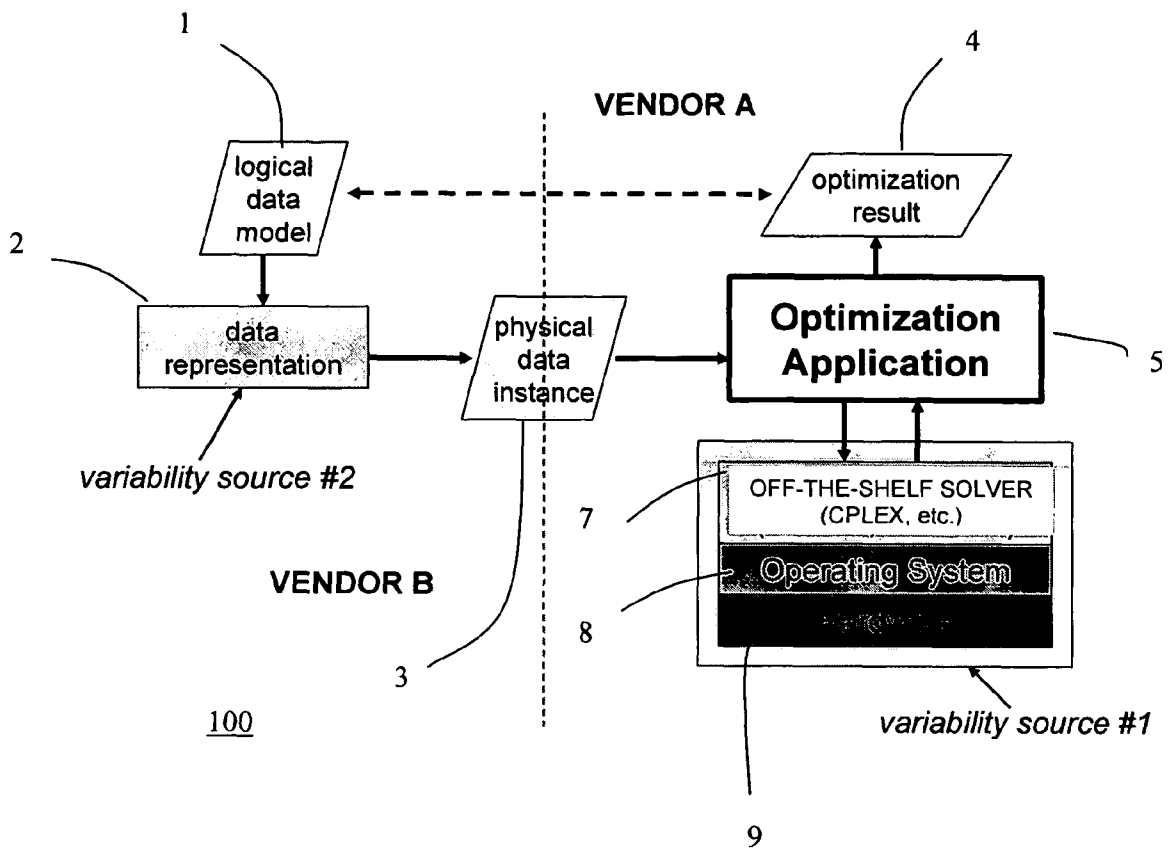 1
4
VENDOR A
logical
data
model
optimization
result
2
data
representation
physical
data
instance
Optimization
Application
5
variability source #2
7
OFF-THE-SHELF SOLVER
(CPLEX, etc.)
VENDOR B
Operating System
8
3
100
variability source #1
9